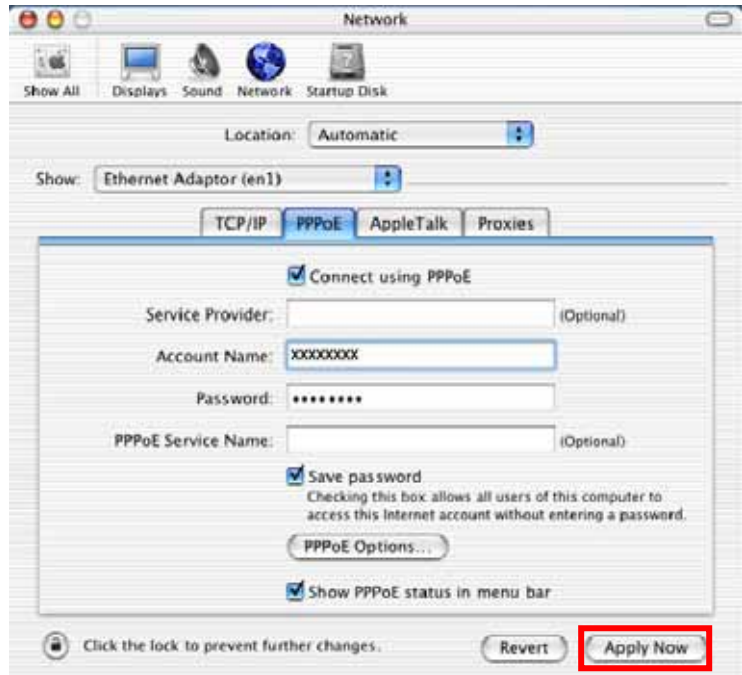 Network
Show All Displays Sound Network Startup Disk
Location: Automatic
Show: Ethernet Adaptor (en1)
TCP/IP PPPoE AppleTalk Proxies
Connect using PPPoE
Service Provider: (Optional)
Account Name: xxxxxxxx
Password: ••••••••
PPPoE Service Name: (Optional)
Save password
Checking this box allows all users of this computer to
access this Internet account without entering a password.
PPPoE Options...
Show PPPoE status in menu bar
Click the lock to prevent further changes. Revert Apply Now